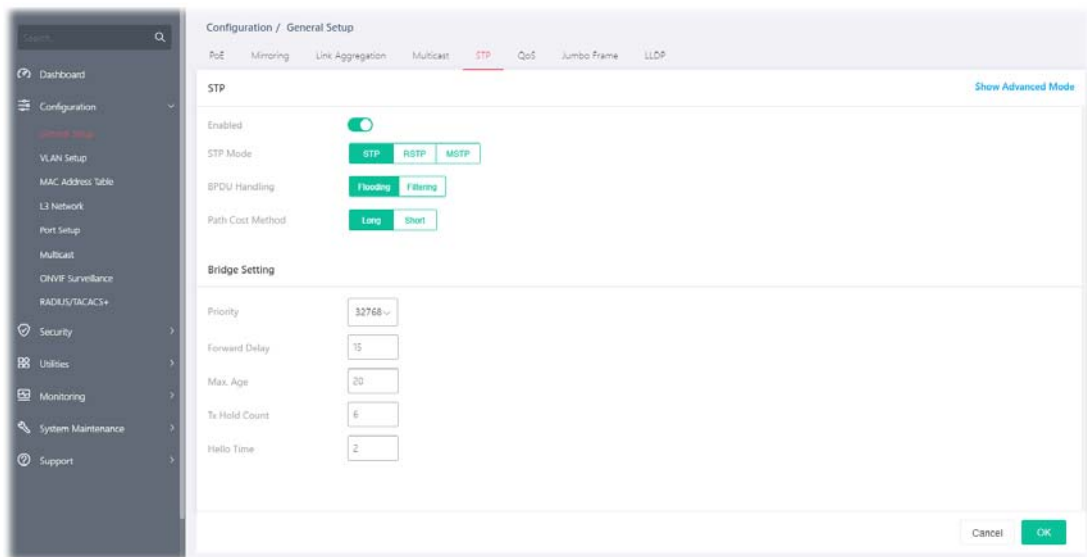 Search...
Dashboard
Configuration
General Setup
VLAN Setup
MAC Address Table
L3 Network
Port Setup
Multicast
ONVIF Surveillance
RADIUS/TACACS+
Security
Utilities
Monitoring
System Maintenance
Support
Configuration / General Setup
PoE Mirroring Link Aggregation Multicast STP QoS Jumbo Frame LLDP
STP Show Advanced Mode
Enabled
STP Mode STP RSTP MSTP
BPDU Handling Flooding Filtering
Path Cost Method Long Short
Bridge Setting
Priority 32768
Forward Delay 15
Max. Age 20
Tx Hold Count 6
Hello Time 2
Cancel OK